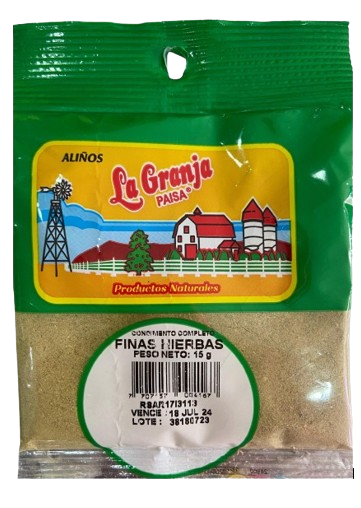 ALIÑOS
La Granja
PAISA®
Productos Naturales
CONDIMENTO COMPLETO
FINAS HIERBAS
PESO NETO: 15 g
VENCE : 18 JUL 24
LOTE : 38180723